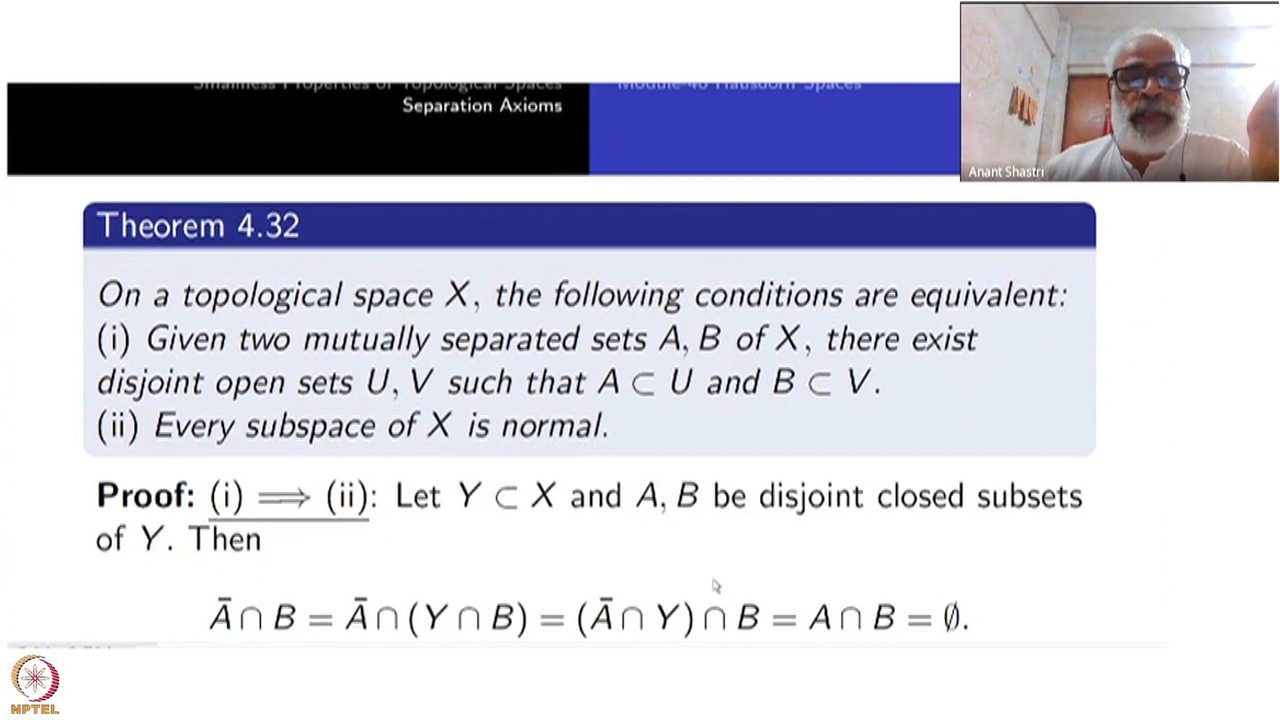 Separation Axioms
Anant Shastri
Theorem 4.32
On a topological space X, the following conditions are equivalent:
(i) Given two mutually separated sets A, B of X, there exist
disjoint open sets U, V such that A ⊂ U and B ⊂ V.
(ii) Every subspace of X is normal.
Proof: (i) ⟹ (ii): Let Y ⊂ X and A, B be disjoint closed subsets
of Y. Then
Ā ∩ B = Ā ∩ (Y ∩ B) = (Ā ∩ Y) ∩ B = A ∩ B = ∅.
NPTEL